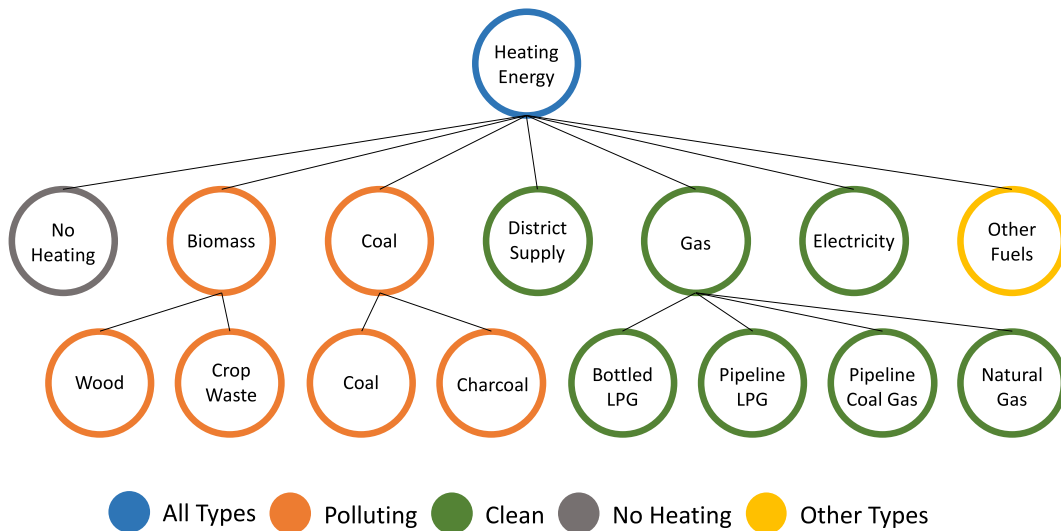 Heating
Energy
No
Heating
Biomass
Coal
District
Supply
Gas
Electricity
Other
Fuels
Wood
Crop
Waste
Coal
Charcoal
Bottled
LPG
Pipeline
LPG
Pipeline
Coal Gas
Natural
Gas
All Types
Polluting
Clean
No Heating
Other Types